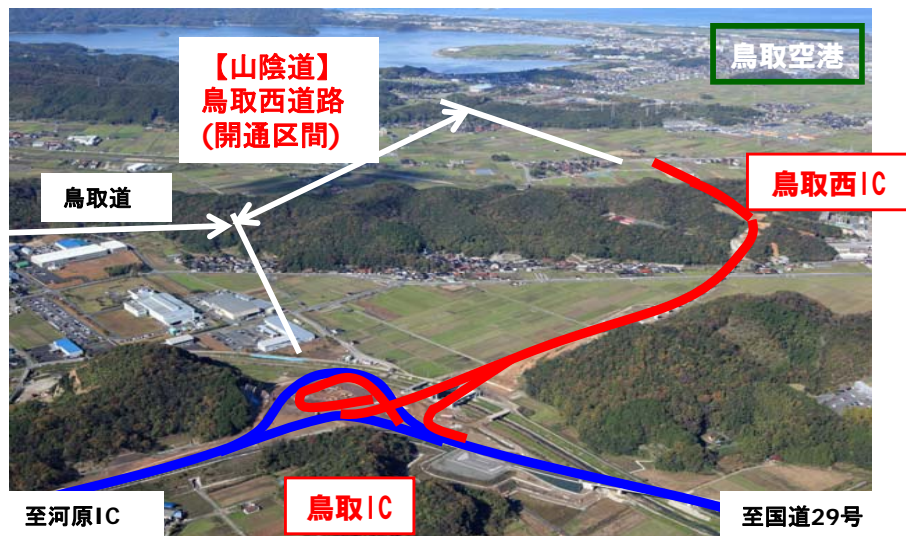 鳥取空港
【山陰道】
鳥取西道路
(開通区間)
鳥取西IC
鳥取道
至河原IC
鳥取IC
至国道29号